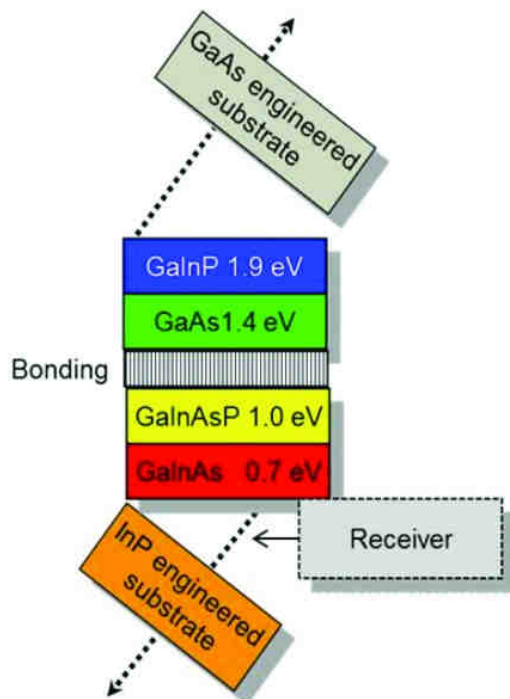 GaAs engineered
substrate
GaInP 1.9 eV
GaAs1.4 eV
Bonding
GaInAsP 1.0 eV
GaInAs 0.7 eV
Receiver
InP engineered
substrate